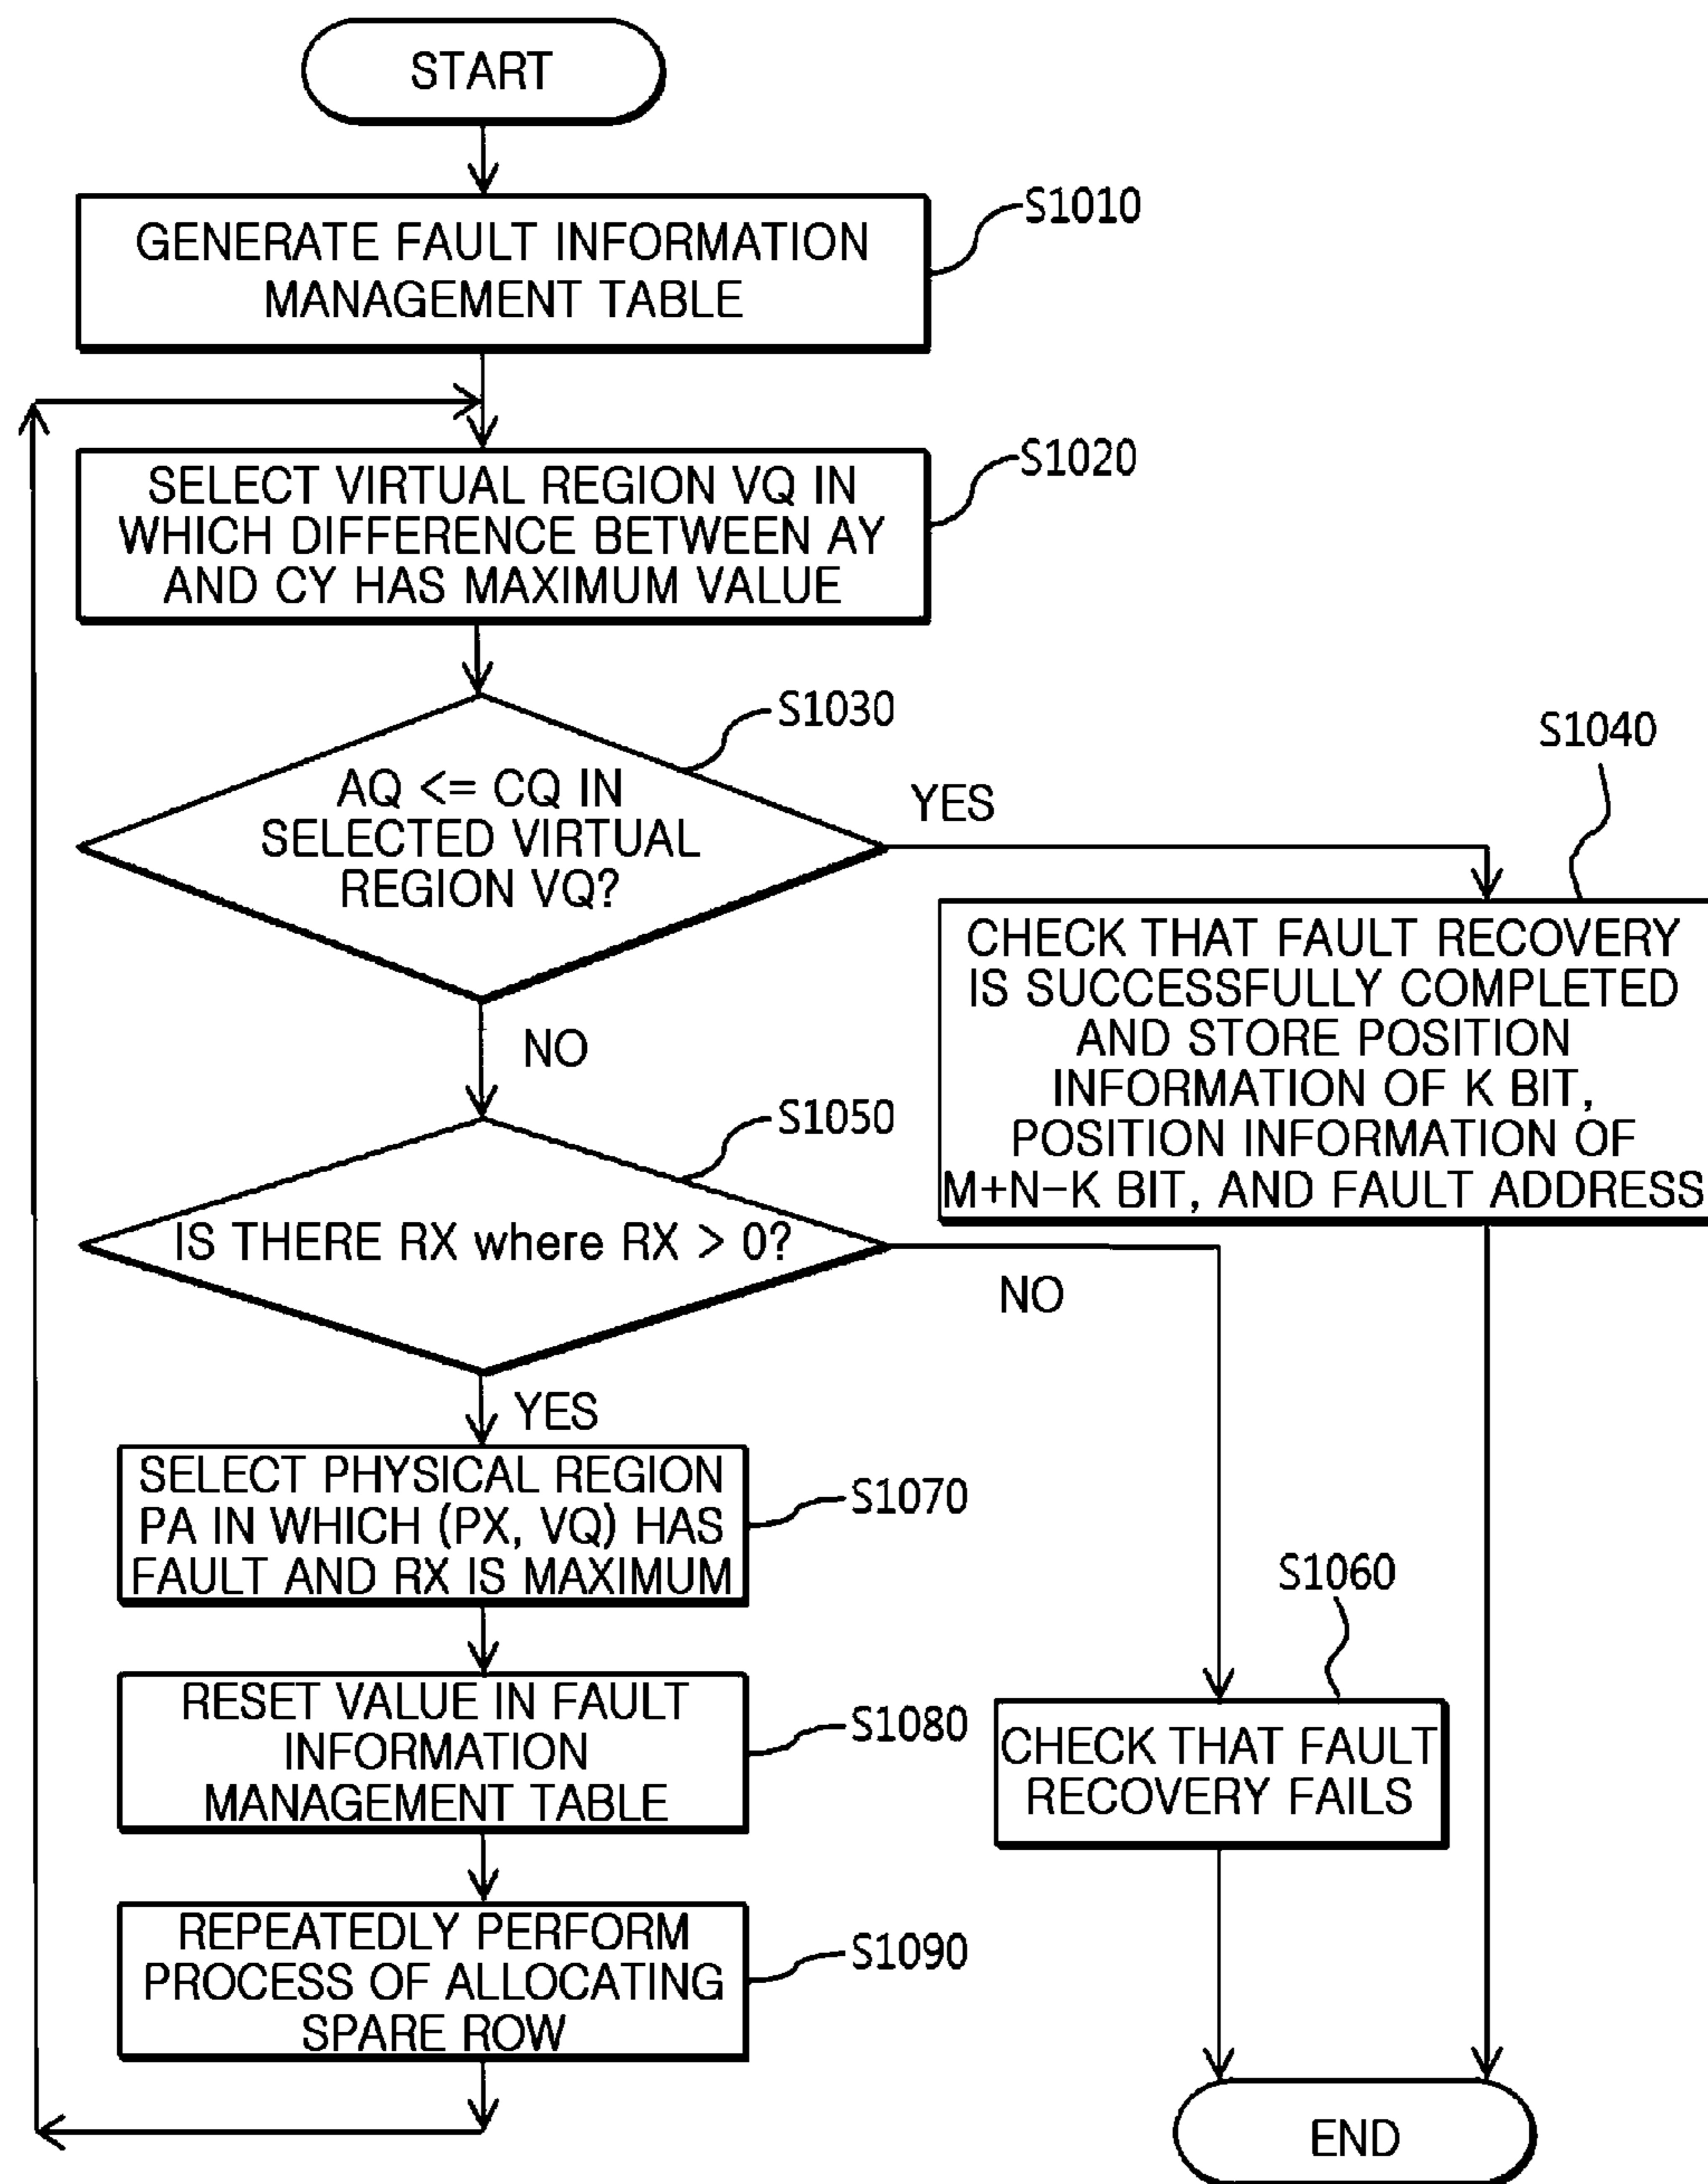 START
S1010
GENERATE FAULT INFORMATION
MANAGEMENT TABLE
S1020
SELECT VIRTUAL REGION VQ IN
WHICH DIFFERENCE BETWEEN AY
AND CY HAS MAXIMUM VALUE
S1030
AQ <= CQ IN
SELECTED VIRTUAL
REGION VQ?
YES
S1040
CHECK THAT FAULT RECOVERY
IS SUCCESSFULLY COMPLETED
AND STORE POSITION
INFORMATION OF K BIT,
POSITION INFORMATION OF
M+N-K BIT, AND FAULT ADDRESS
NO
S1050
IS THERE RX where RX > 0?
NO
YES
SELECT PHYSICAL REGION
PA IN WHICH (PX, VQ) HAS
FAULT AND RX IS MAXIMUM
S1070
S1060
RESET VALUE IN FAULT
INFORMATION
MANAGEMENT TABLE
S1080
CHECK THAT FAULT
RECOVERY FAILS
REPEATEDLY PERFORM
PROCESS OF ALLOCATING
SPARE ROW
S1090
END